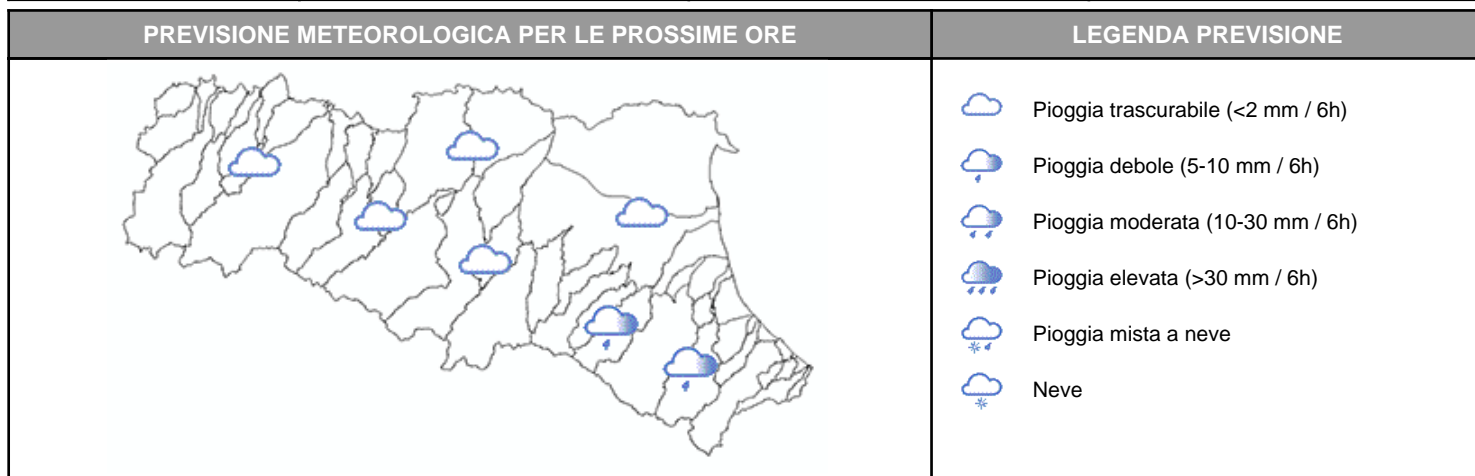 PREVISIONE METEOROLOGICA PER LE PROSSIME ORE
LEGENDA PREVISIONE
Pioggia trascurabile (<2 mm / 6h)
Pioggia debole (5-10 mm / 6h)
Pioggia moderata (10-30 mm / 6h)
Pioggia elevata (>30 mm / 6h)
Pioggia mista a neve
Neve